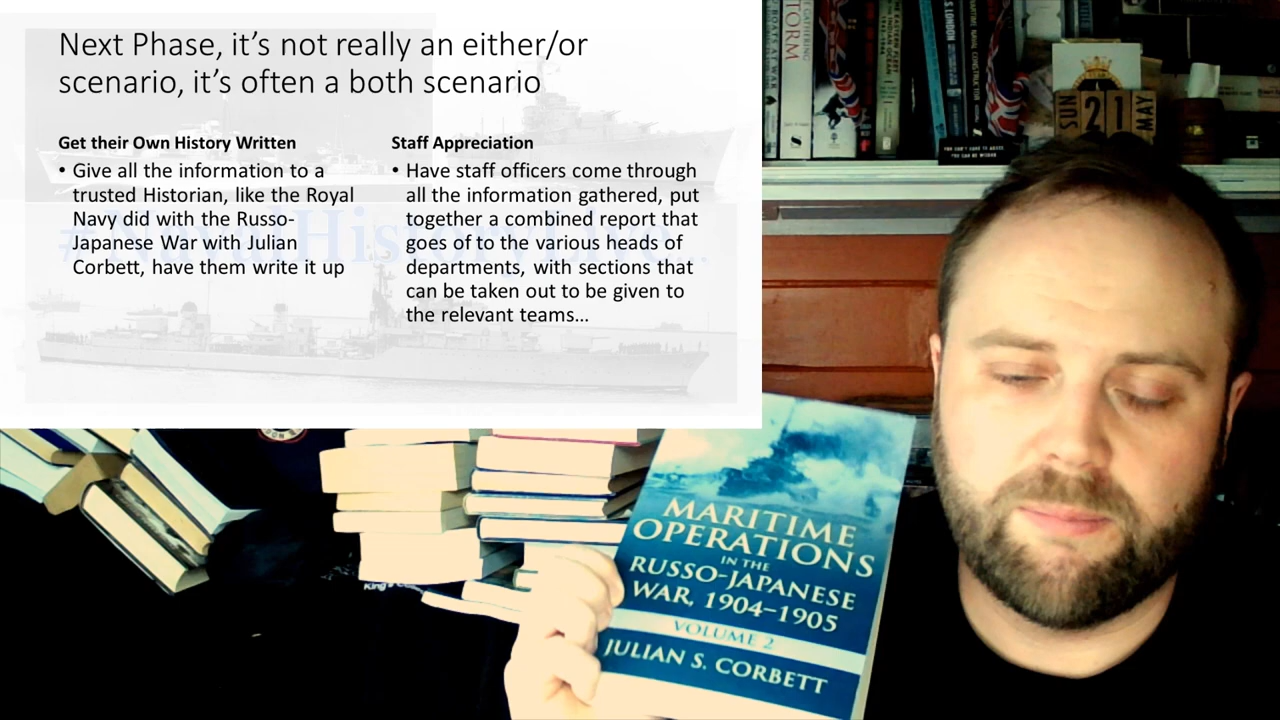 Next Phase, it's not really an either/or
scenario, it's often a both scenario
Get their Own History Written
• Give all the information to a
trusted Historian, like the Royal
Navy did with the Russo-
Japanese War with Julian
Corbett, have them write it up
Staff Appreciation
• Have staff officers come through
all the information gathered, put
together a combined report that
goes of to the various heads of
departments, with sections that
can be taken out to be given to
the relevant teams...
#NavalHistoryLive...
STORM
SUN
21
MAY
MARITIME
OPERATIONS
IN THE
RUSSO-JAPANESE
WAR, 1904–1905
VOLUME 2
JULIAN S. CORBETT